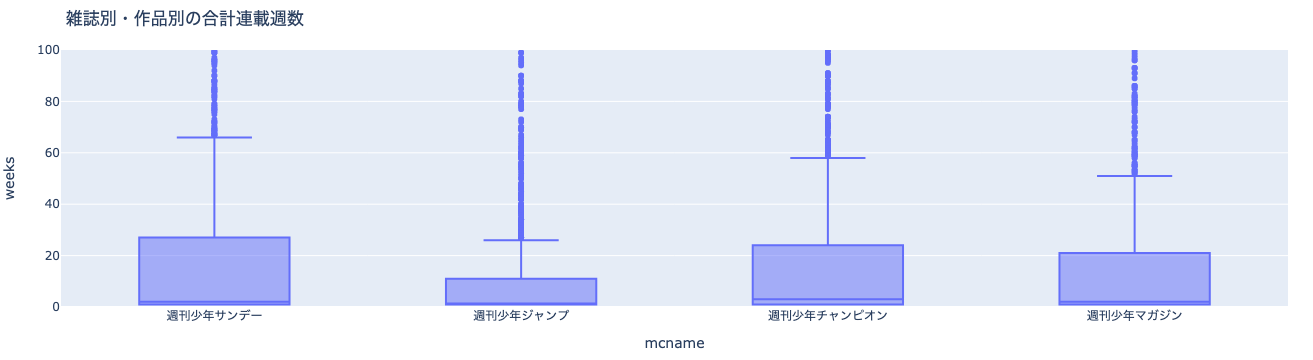 雑誌別・作品別の合計連載週数
100
80
60
40
20
0
weeks
週刊少年サンデー
週刊少年ジャンプ
週刊少年チャンピオン
週刊少年マガジン
mcname